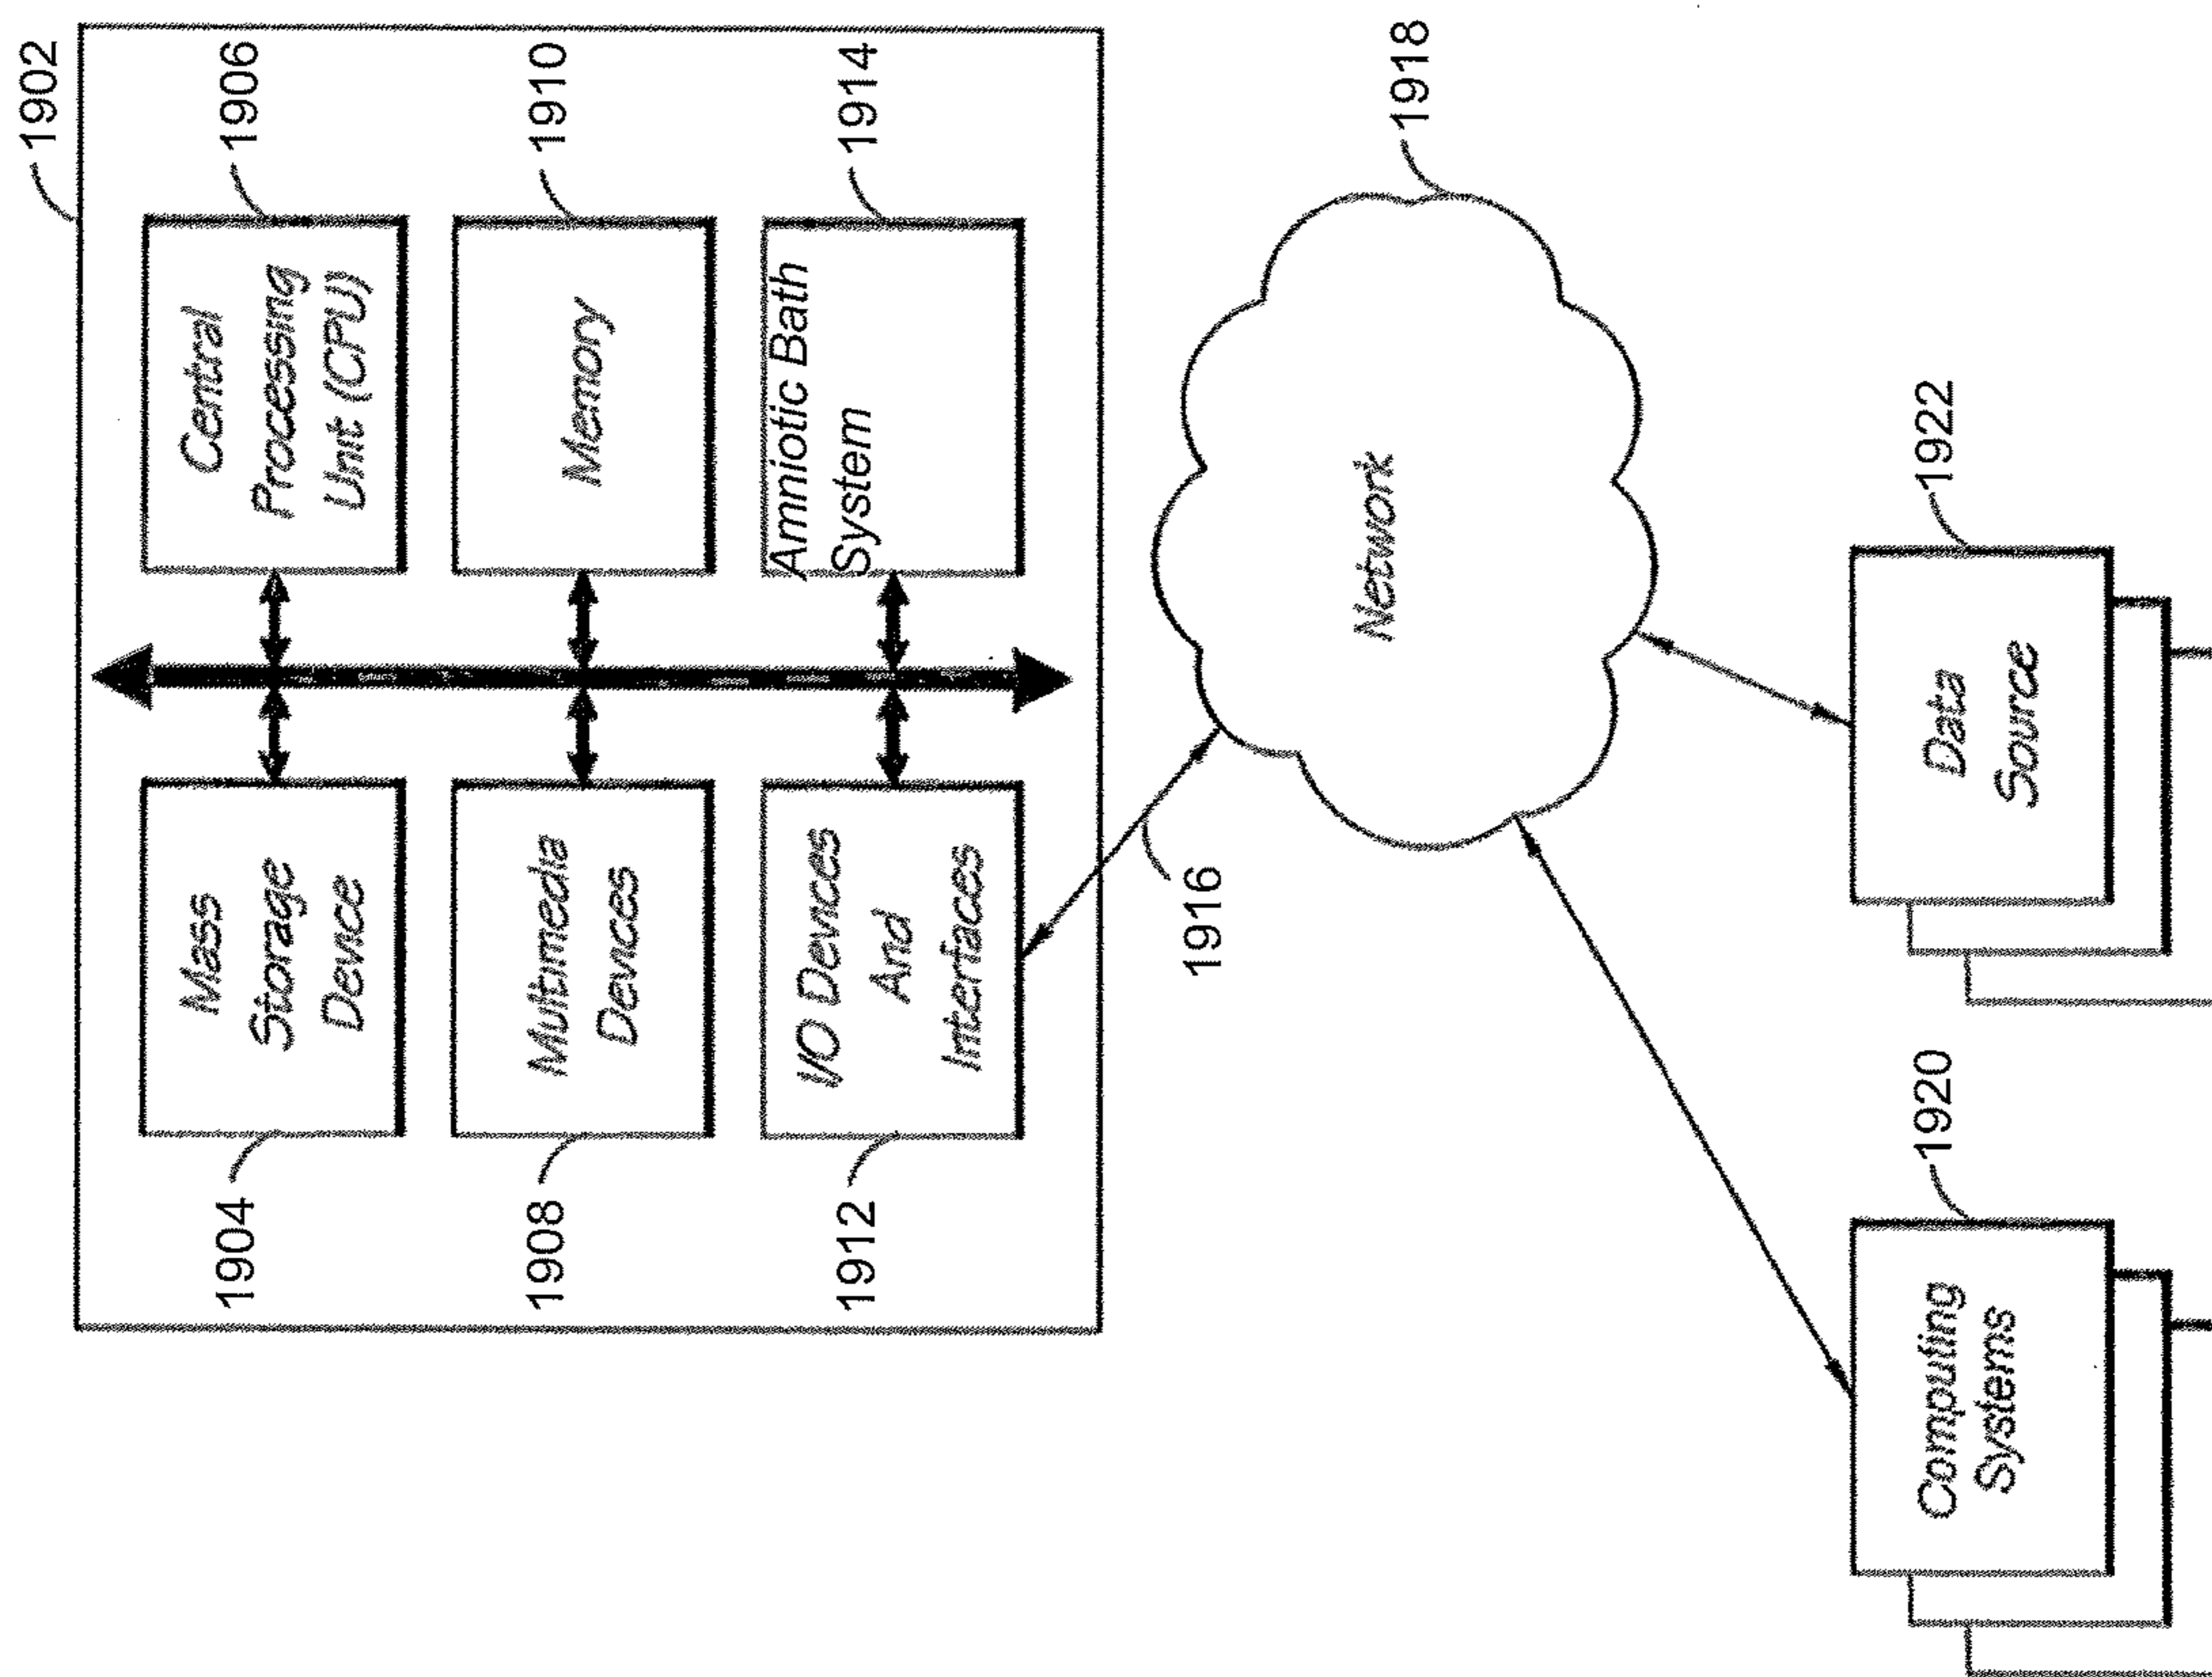 1902
Mass
Storage
Device
1904
Central
Processing
Unit (CPU)
1906
Multimedia
Devices
1908
Memory
1910
I/O Devices
And
Interfaces
1912
Amniotic Bath
System
1914
1916
Network
1918
Computing
Systems
1920
Data
Source
1922